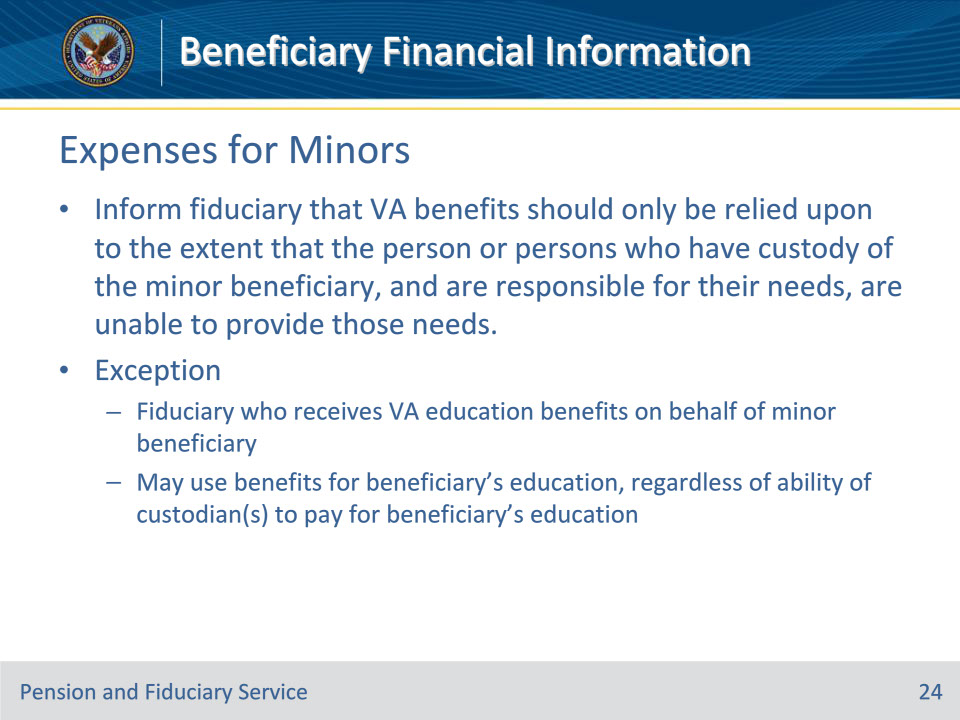 Beneficiary Financial Information
Expenses for Minors
• Inform fiduciary that VA benefits should only be relied upon
to the extent that the person or persons who have custody of
the minor beneficiary, and are responsible for their needs, are
unable to provide those needs.
• Exception
– Fiduciary who receives VA education benefits on behalf of minor
beneficiary
– May use benefits for beneficiary’s education, regardless of ability of
custodian(s) to pay for beneficiary’s education
Pension and Fiduciary Service
24